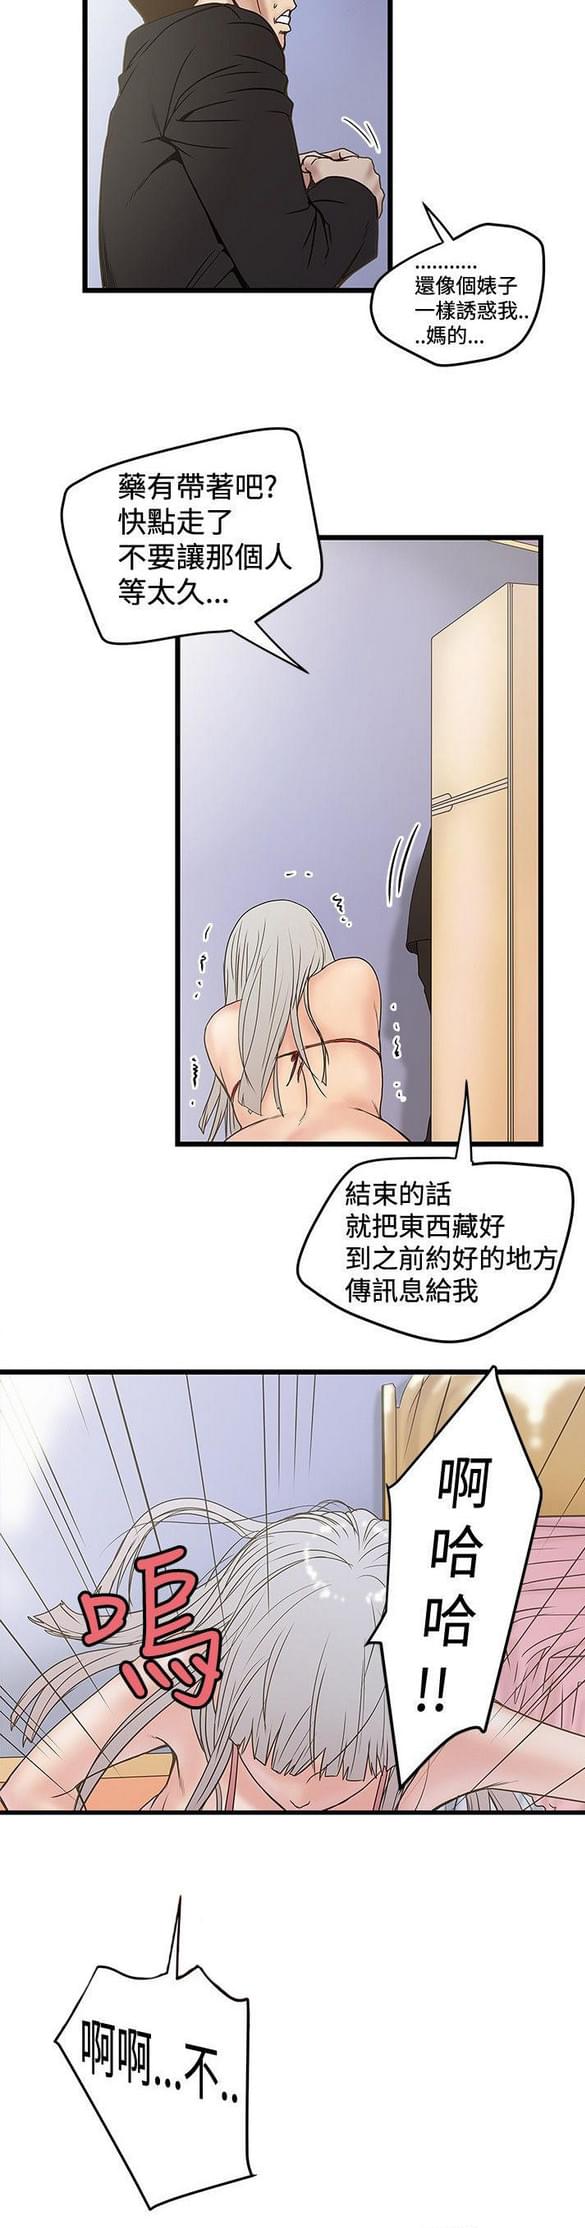 ...........
還像個婊子
一樣誘惑我..
..媽的...
藥有帶著吧?
快點走了
不要讓那個人
等太久...
結束的話
就把東西藏好
到之前約好的地方
傳訊息給我
啊哈哈!!
嗚
啊啊...不..